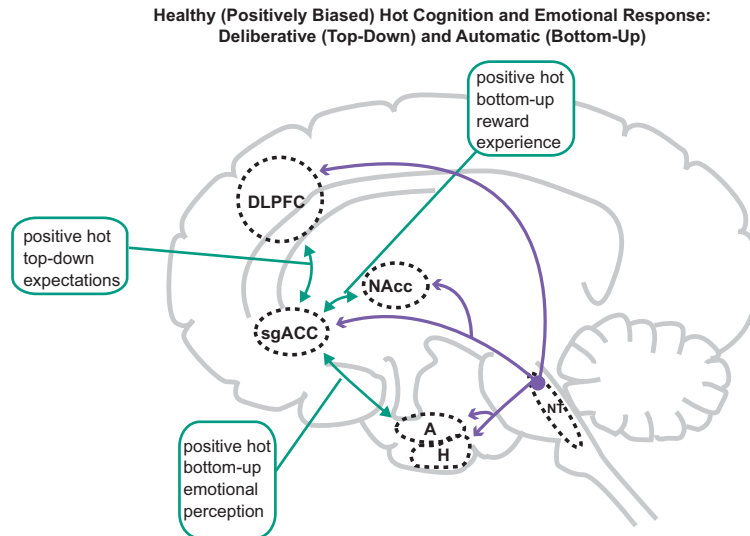 Healthy (Positively Biased) Hot Cognition and Emotional Response:
Deliberative (Top-Down) and Automatic (Bottom-Up)
positive hot
bottom-up
reward
experience
DLPFC
positive hot
top-down
expectations
NAcc
sgACC
NT
A
H
positive hot
bottom-up
emotional
perception